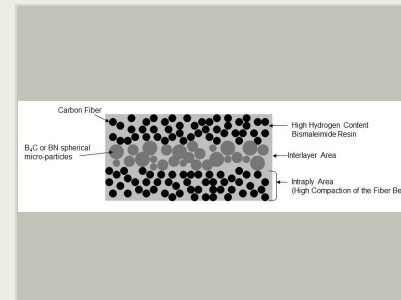 Carbon Fiber
High Hydrogen Content
Bismaleimide Resin
B₄C or BN spherical
micro-particles
Interlayer Area
Intraply Area
(High Compaction of the Fiber Be